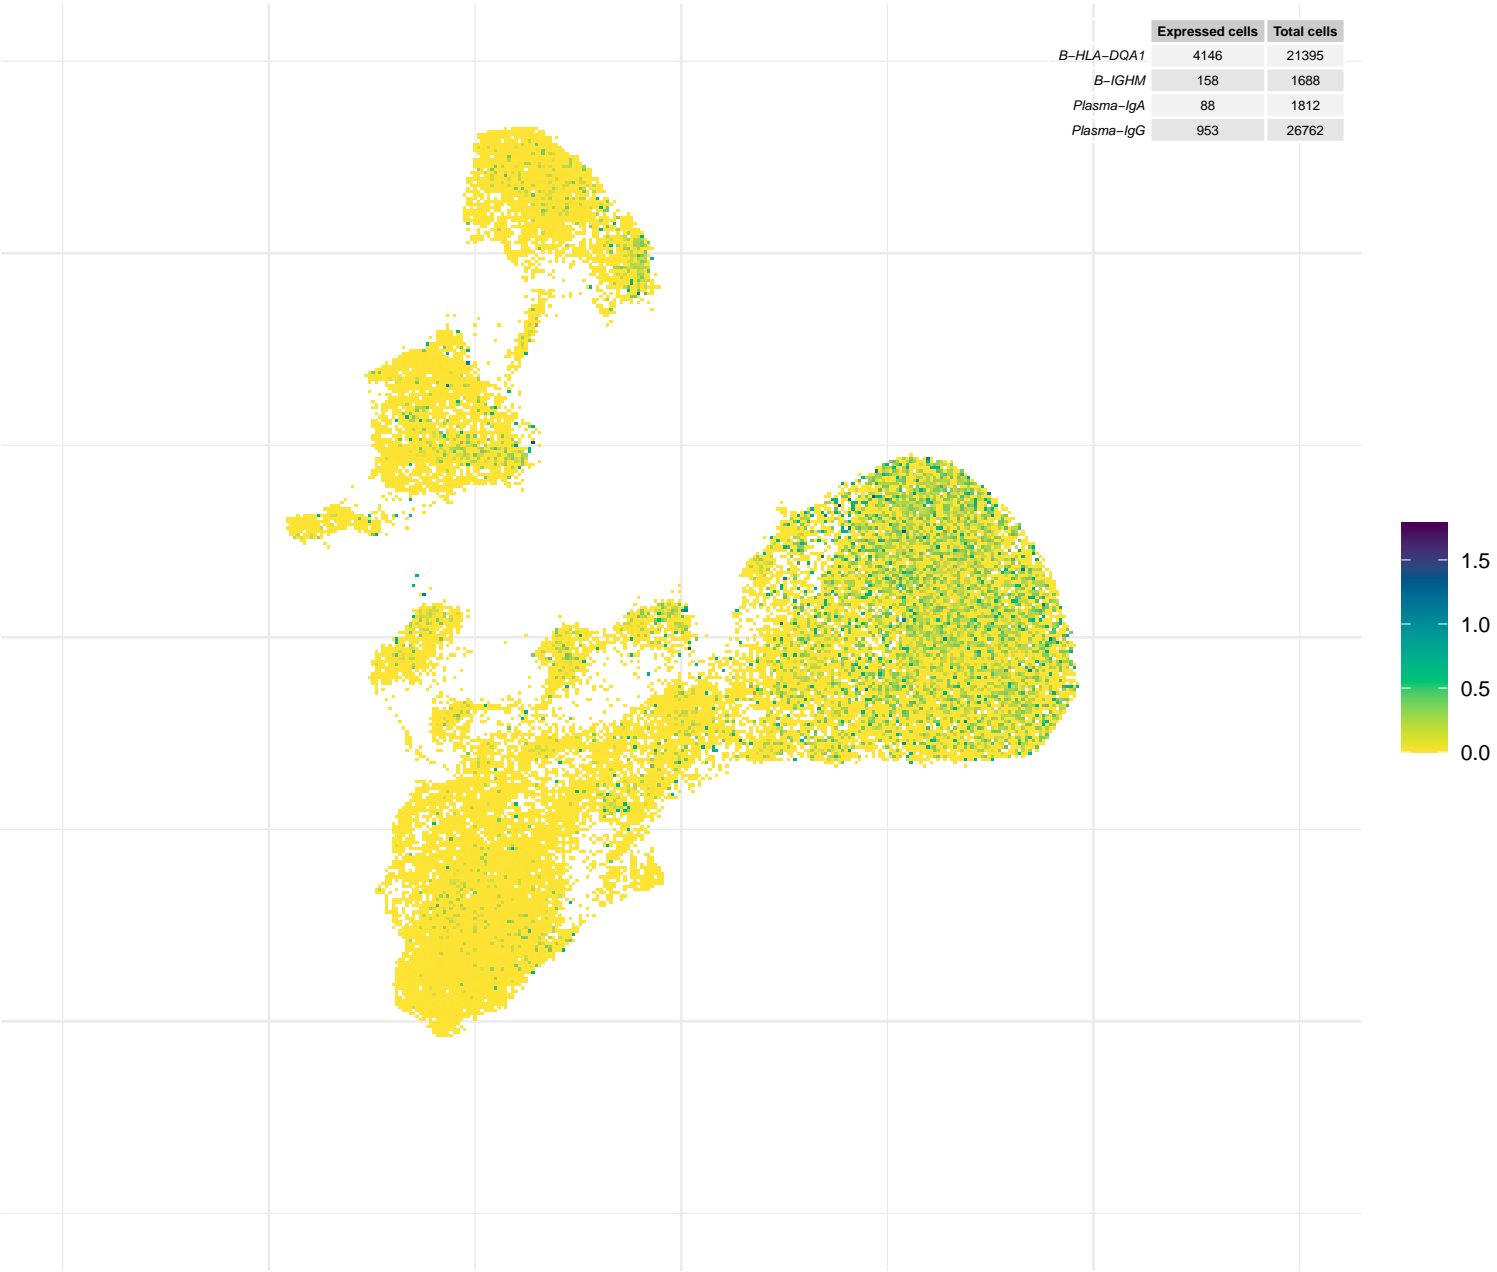 Expressed cells Total cells
B−HLA−DQA1 4146 21395
B−IGHM 158 1688
Plasma−IgA 88 1812
Plasma−IgG 953 26762
1.5
1.0
0.5
0.0